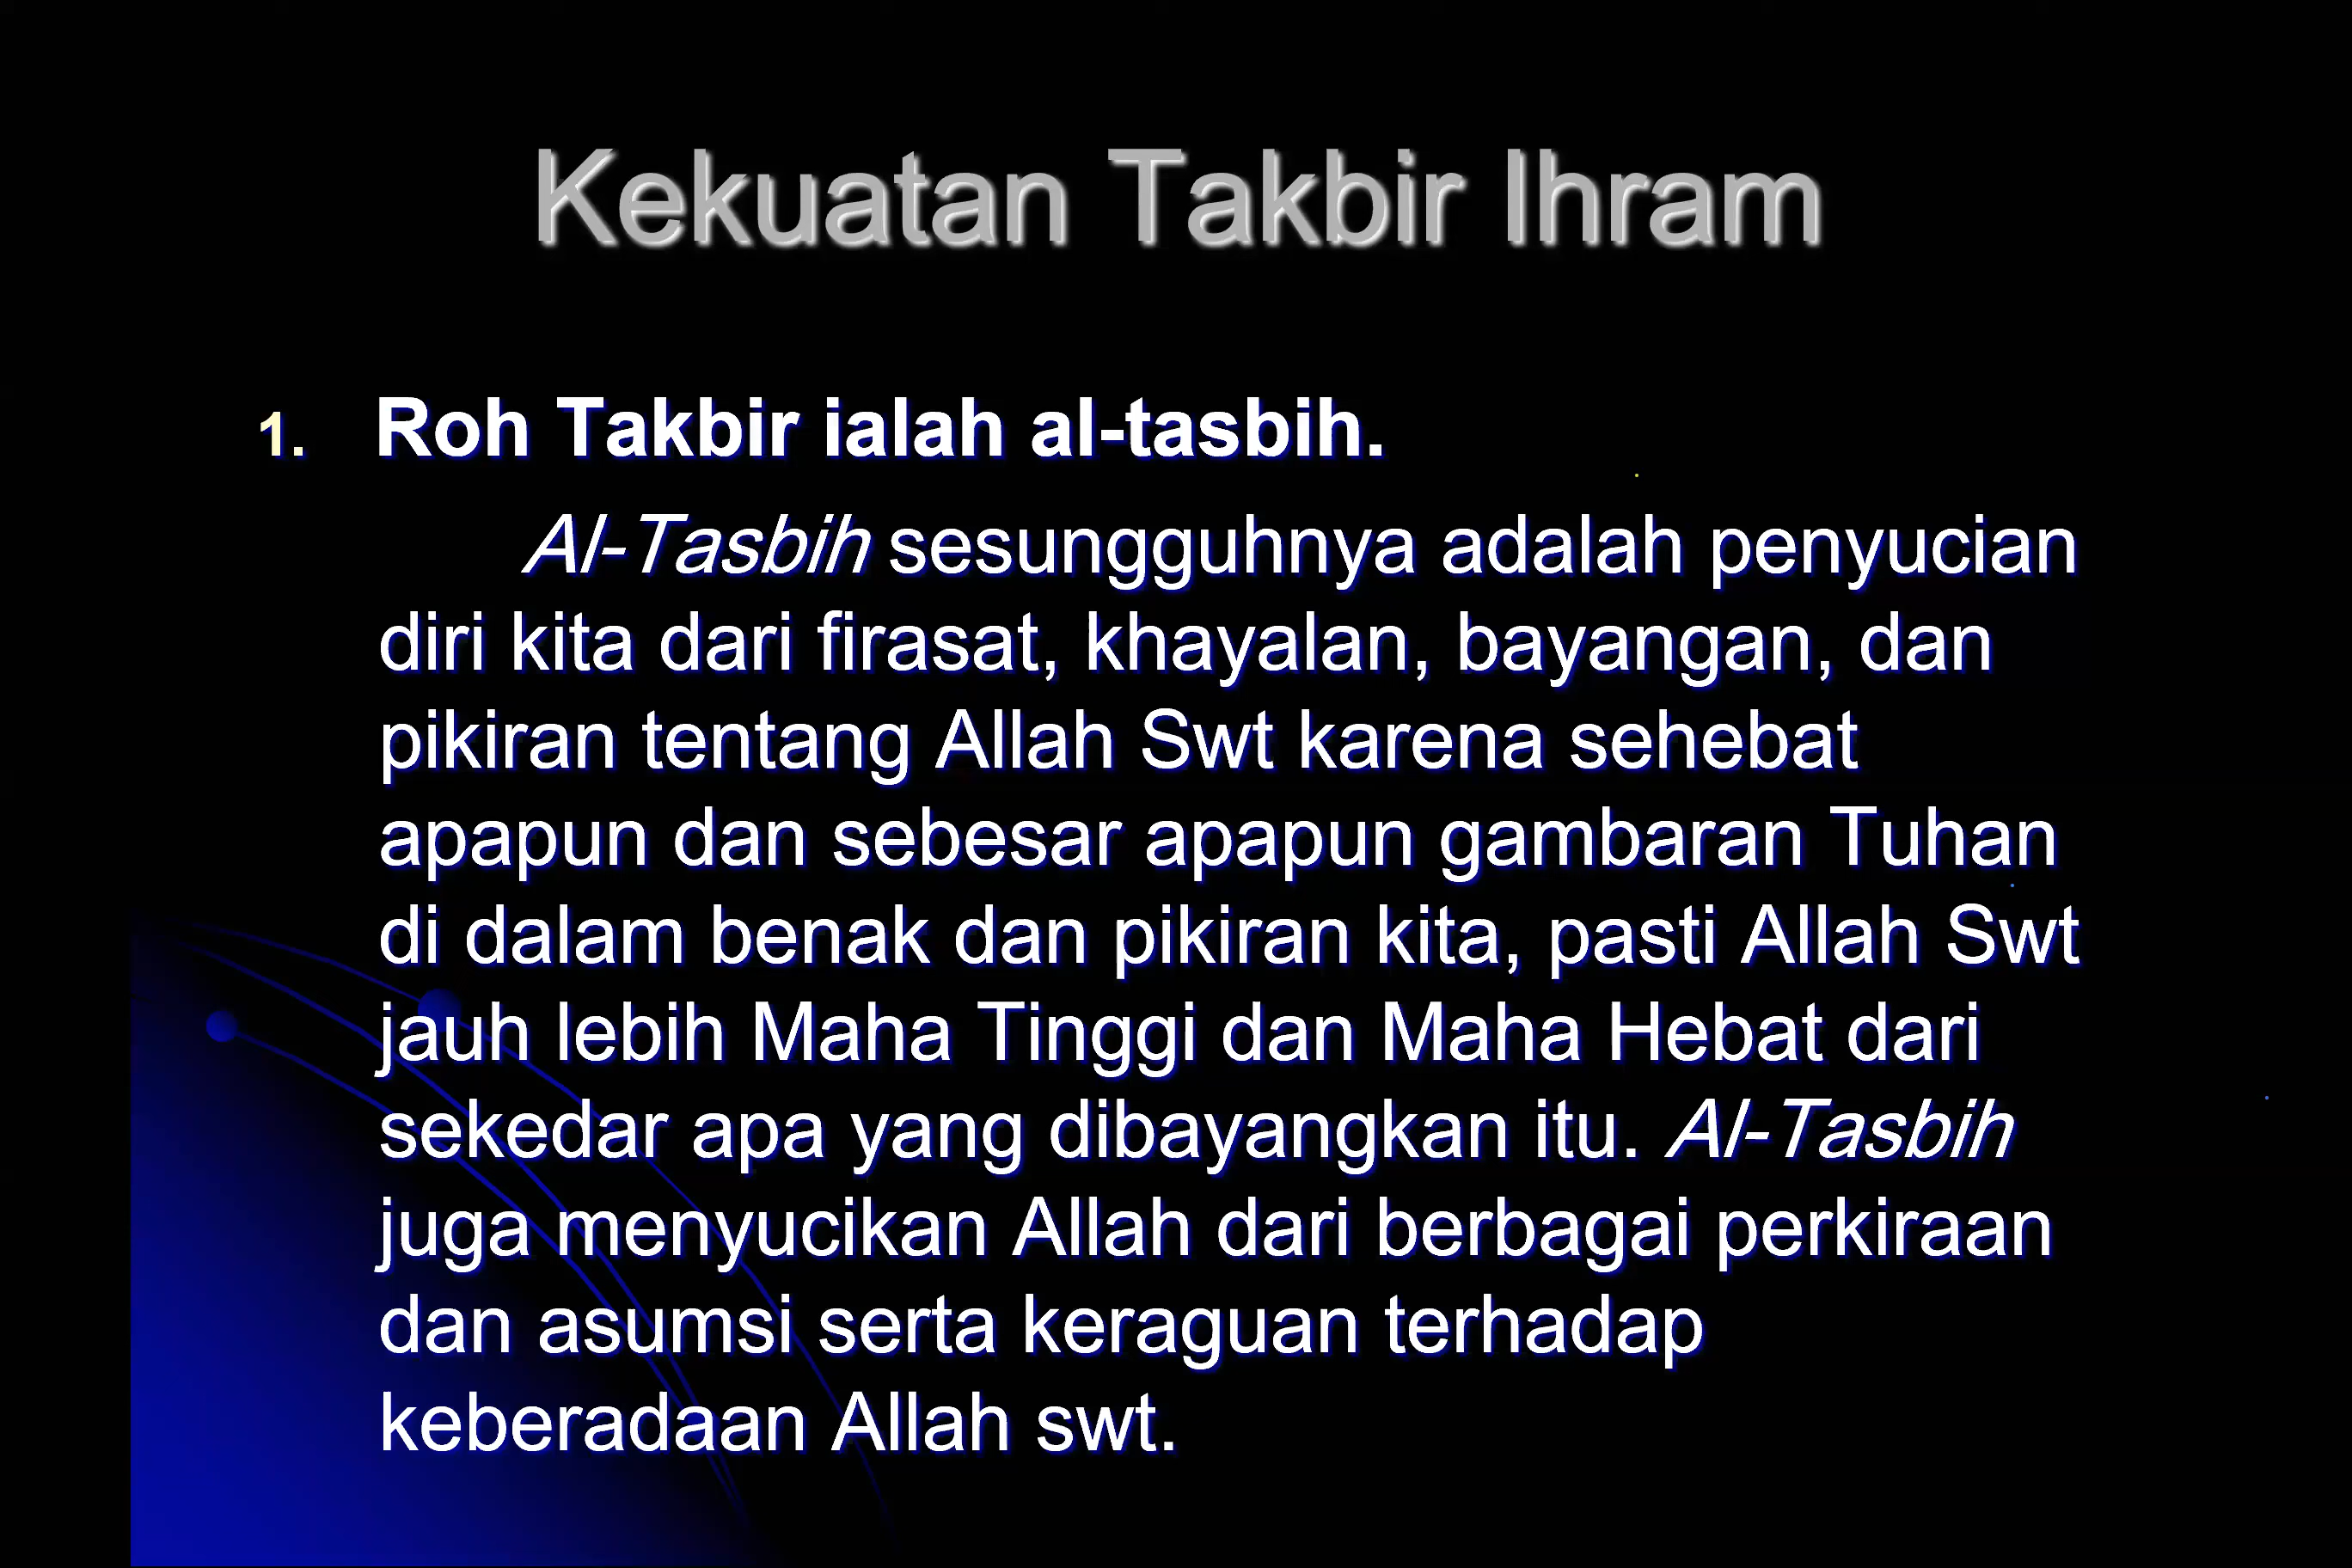 Kekuatan Takbir Ihram
1. Roh Takbir ialah al-tasbih.
Al-Tasbih sesungguhnya adalah penyucian
diri kita dari firasat, khayalan, bayangan, dan
pikiran tentang Allah Swt karena sehebat
apapun dan sebesar apapun gambaran Tuhan
di dalam benak dan pikiran kita, pasti Allah Swt
jauh lebih Maha Tinggi dan Maha Hebat dari
sekedar apa yang dibayangkan itu. Al-Tasbih
juga menyucikan Allah dari berbagai perkiraan
dan asumsi serta keraguan terhadap
keberadaan Allah swt.